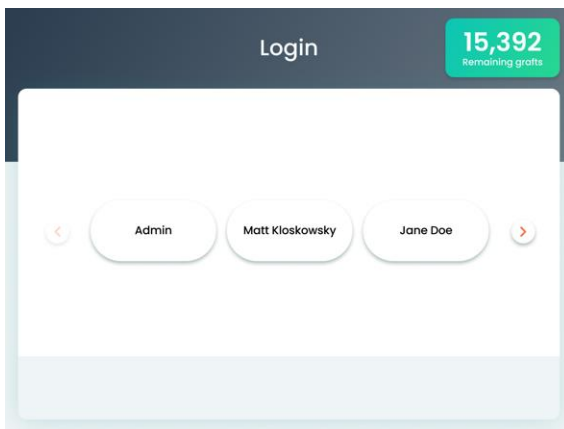 Login
15,392
Remaining grafts
Admin
Matt Kloskowsky
Jane Doe